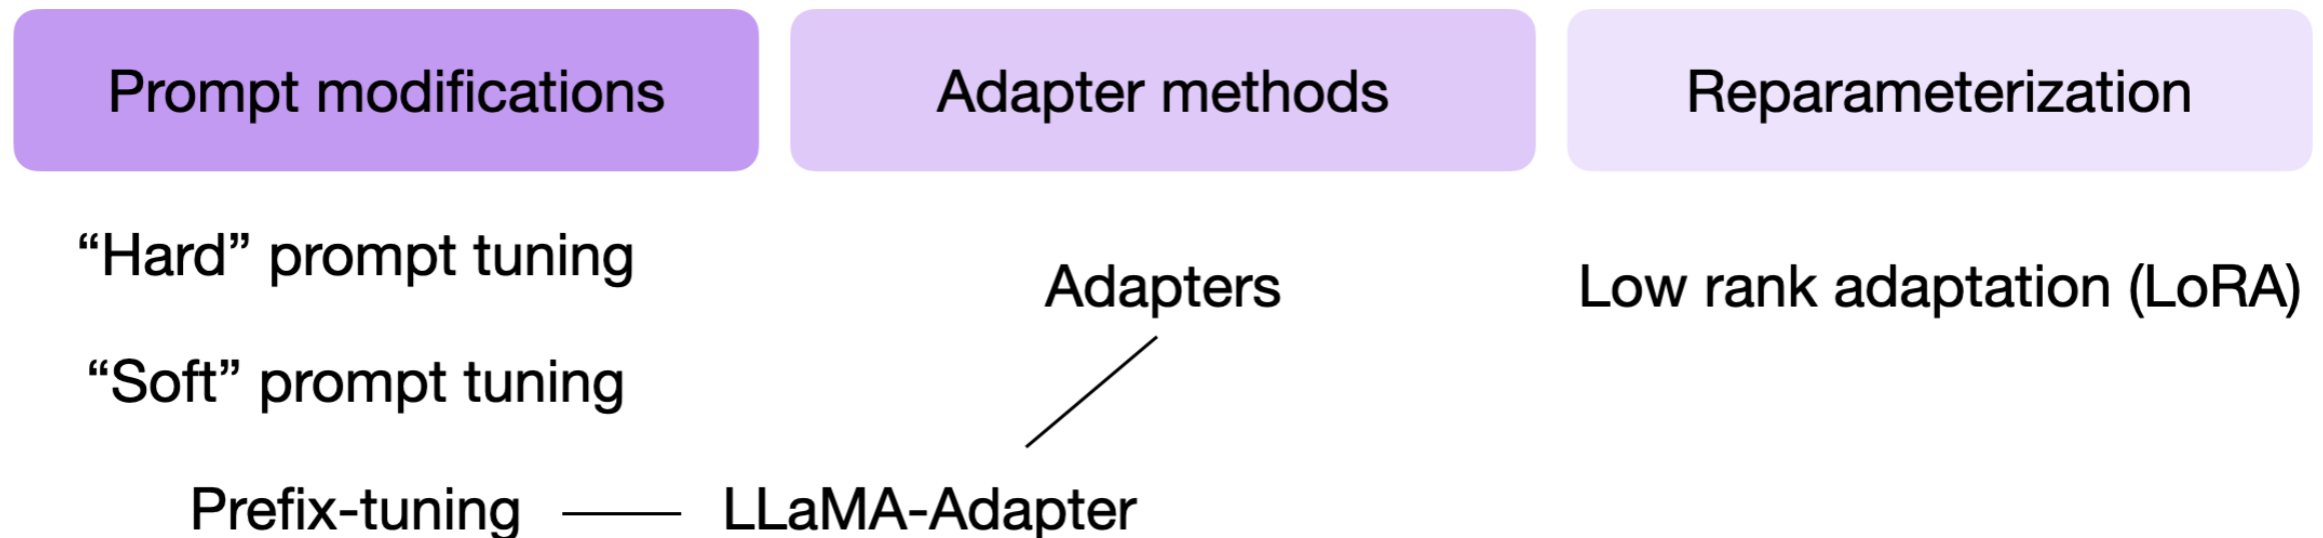 Prompt modifications
Adapter methods
Reparameterization
“Hard” prompt tuning
“Soft” prompt tuning
Prefix-tuning
Adapters
LLaMA-Adapter
Low rank adaptation (LoRA)